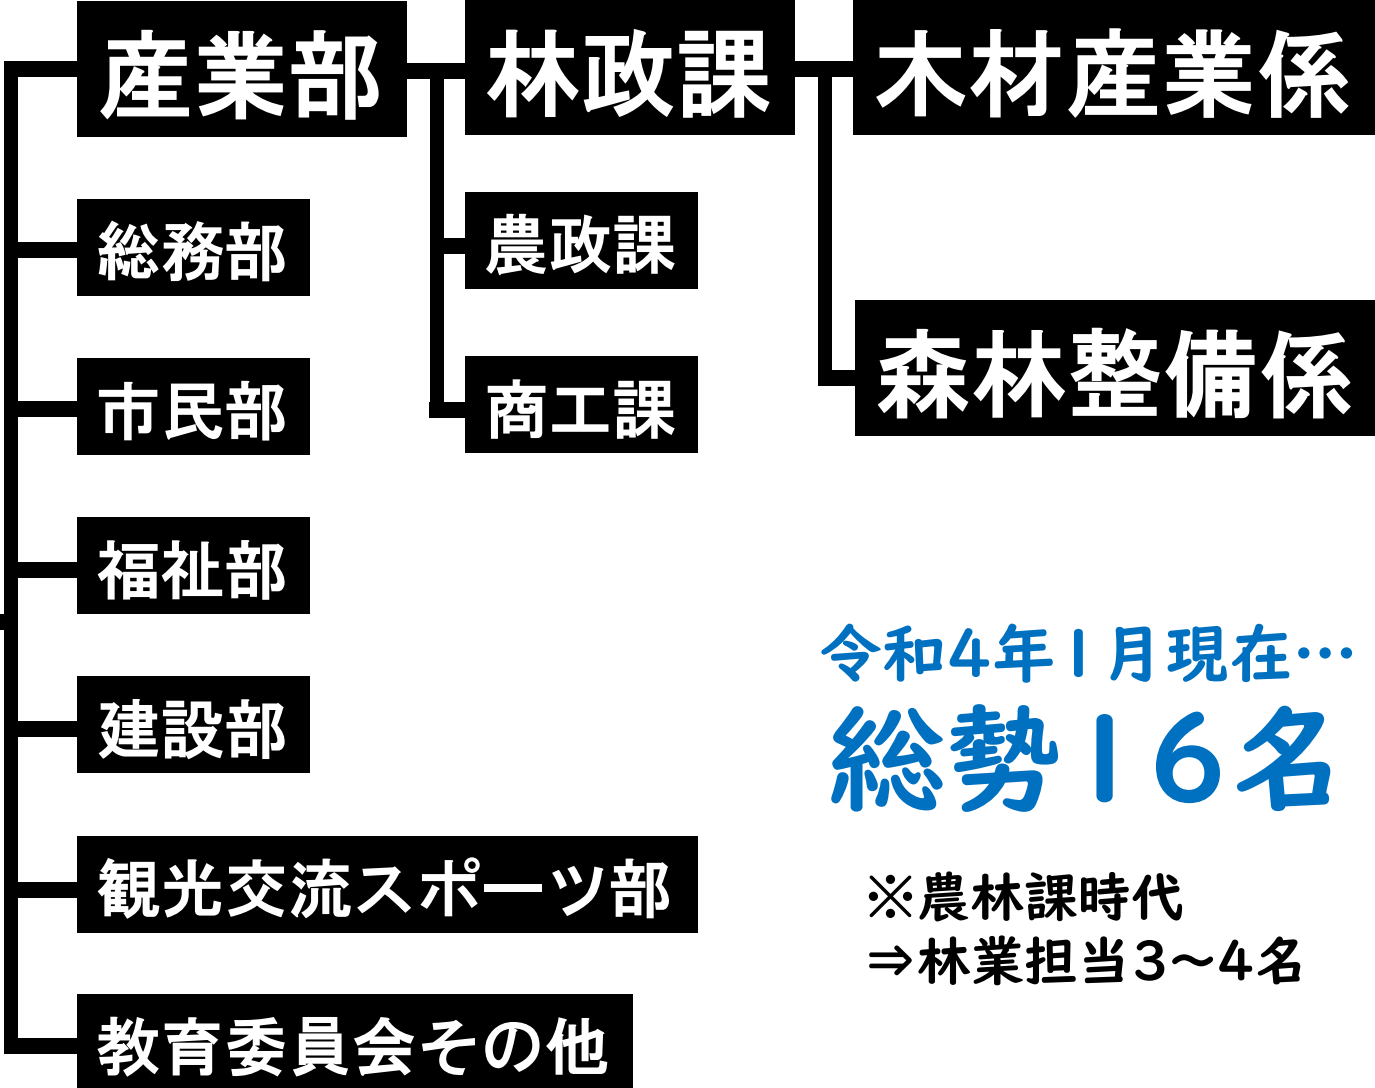 産業部
林政課
木材産業係
総務部
農政課
市民部
商工課
森林整備係
福祉部
建設部
観光交流スポーツ部
教育委員会その他
令和4年1月現在…
総勢16名
※農林課時代
⇒林業担当3～4名